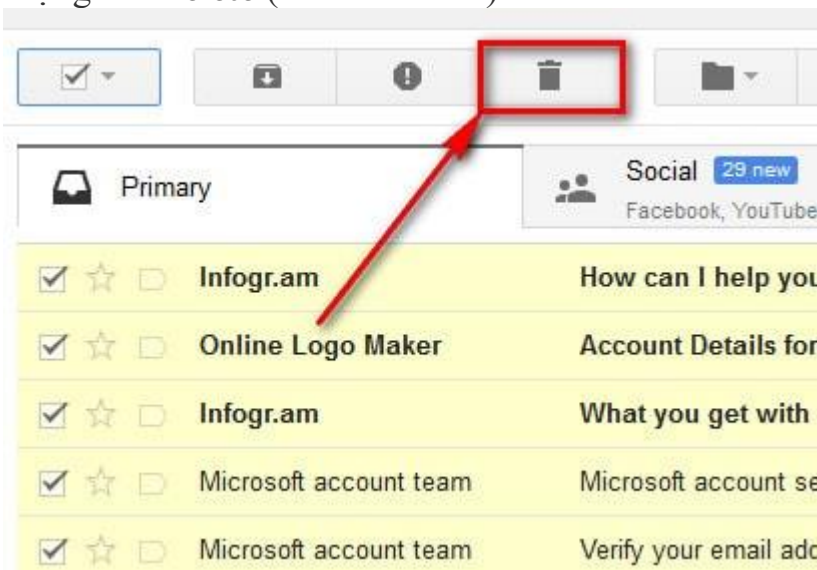 Primary
Social 29 new
Facebook, YouTube
Infogr.am How can I help you
Online Logo Maker Account Details for
Infogr.am What you get with
Microsoft account team Microsoft account se
Microsoft account team Verify your email add